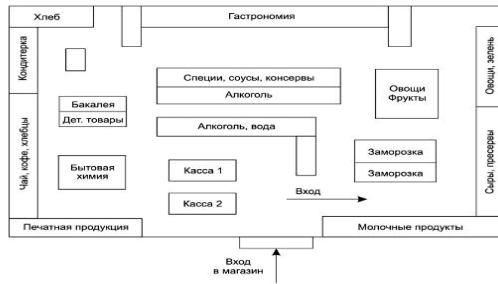 Хлеб
Гастрономия
Кондитерка
Овощи, зелень
Специи, соусы, консервы
Алкоголь
Овощи
Фрукты
Бакалея
Дет. товары
Алкоголь, вода
Чай, кофе, хлебцы
Бытовая
химия
Касса 1
Касса 2
Вход
Заморозка
Заморозка
Сыры, пресервы
Печатная продукция
Молочные продукты
Вход
в магазин